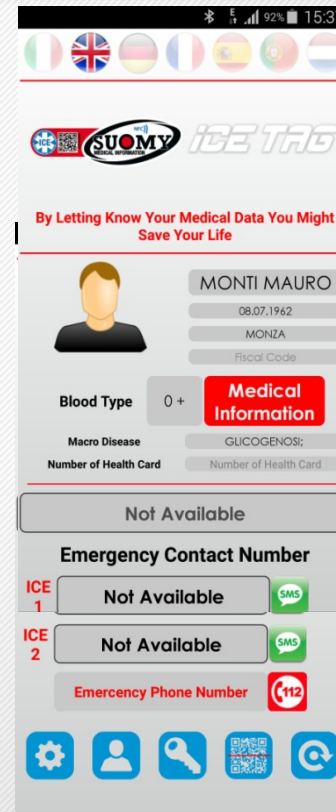 92% 15:3
ICE SUOMY NFC ICE TAG
MEDICAL INFORMATION
By Letting Know Your Medical Data You Might
Save Your Life
MONTI MAURO
08.07.1962
MONZA
Fiscal Code
Blood Type 0 + Medical
Information
Macro Disease GLICOGENOSI;
Number of Health Card Number of Health Card
Not Available
Emergency Contact Number
ICE
1 Not Available SMS
ICE
2 Not Available SMS
Emercency Phone Number 112